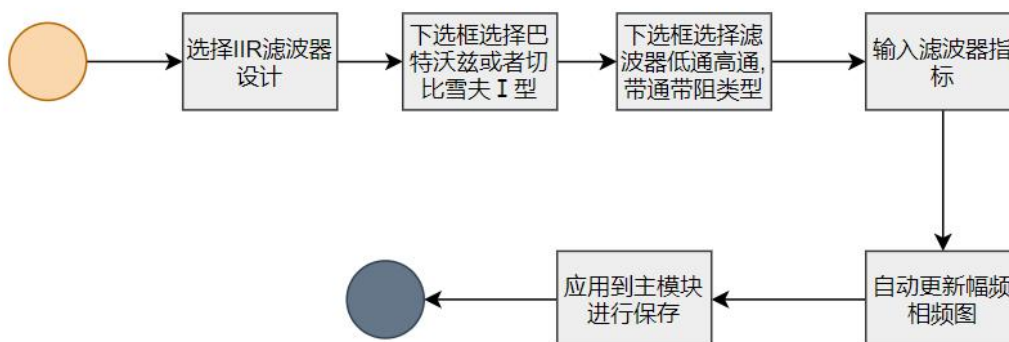 选择IIR滤波器
设计
下选框选择巴
特沃兹或者切
比雪夫Ⅰ型
下选框选择滤
波器低通高通,
带通带阻类型
输入滤波器指
标
自动更新幅频
相频图
应用到主模块
进行保存